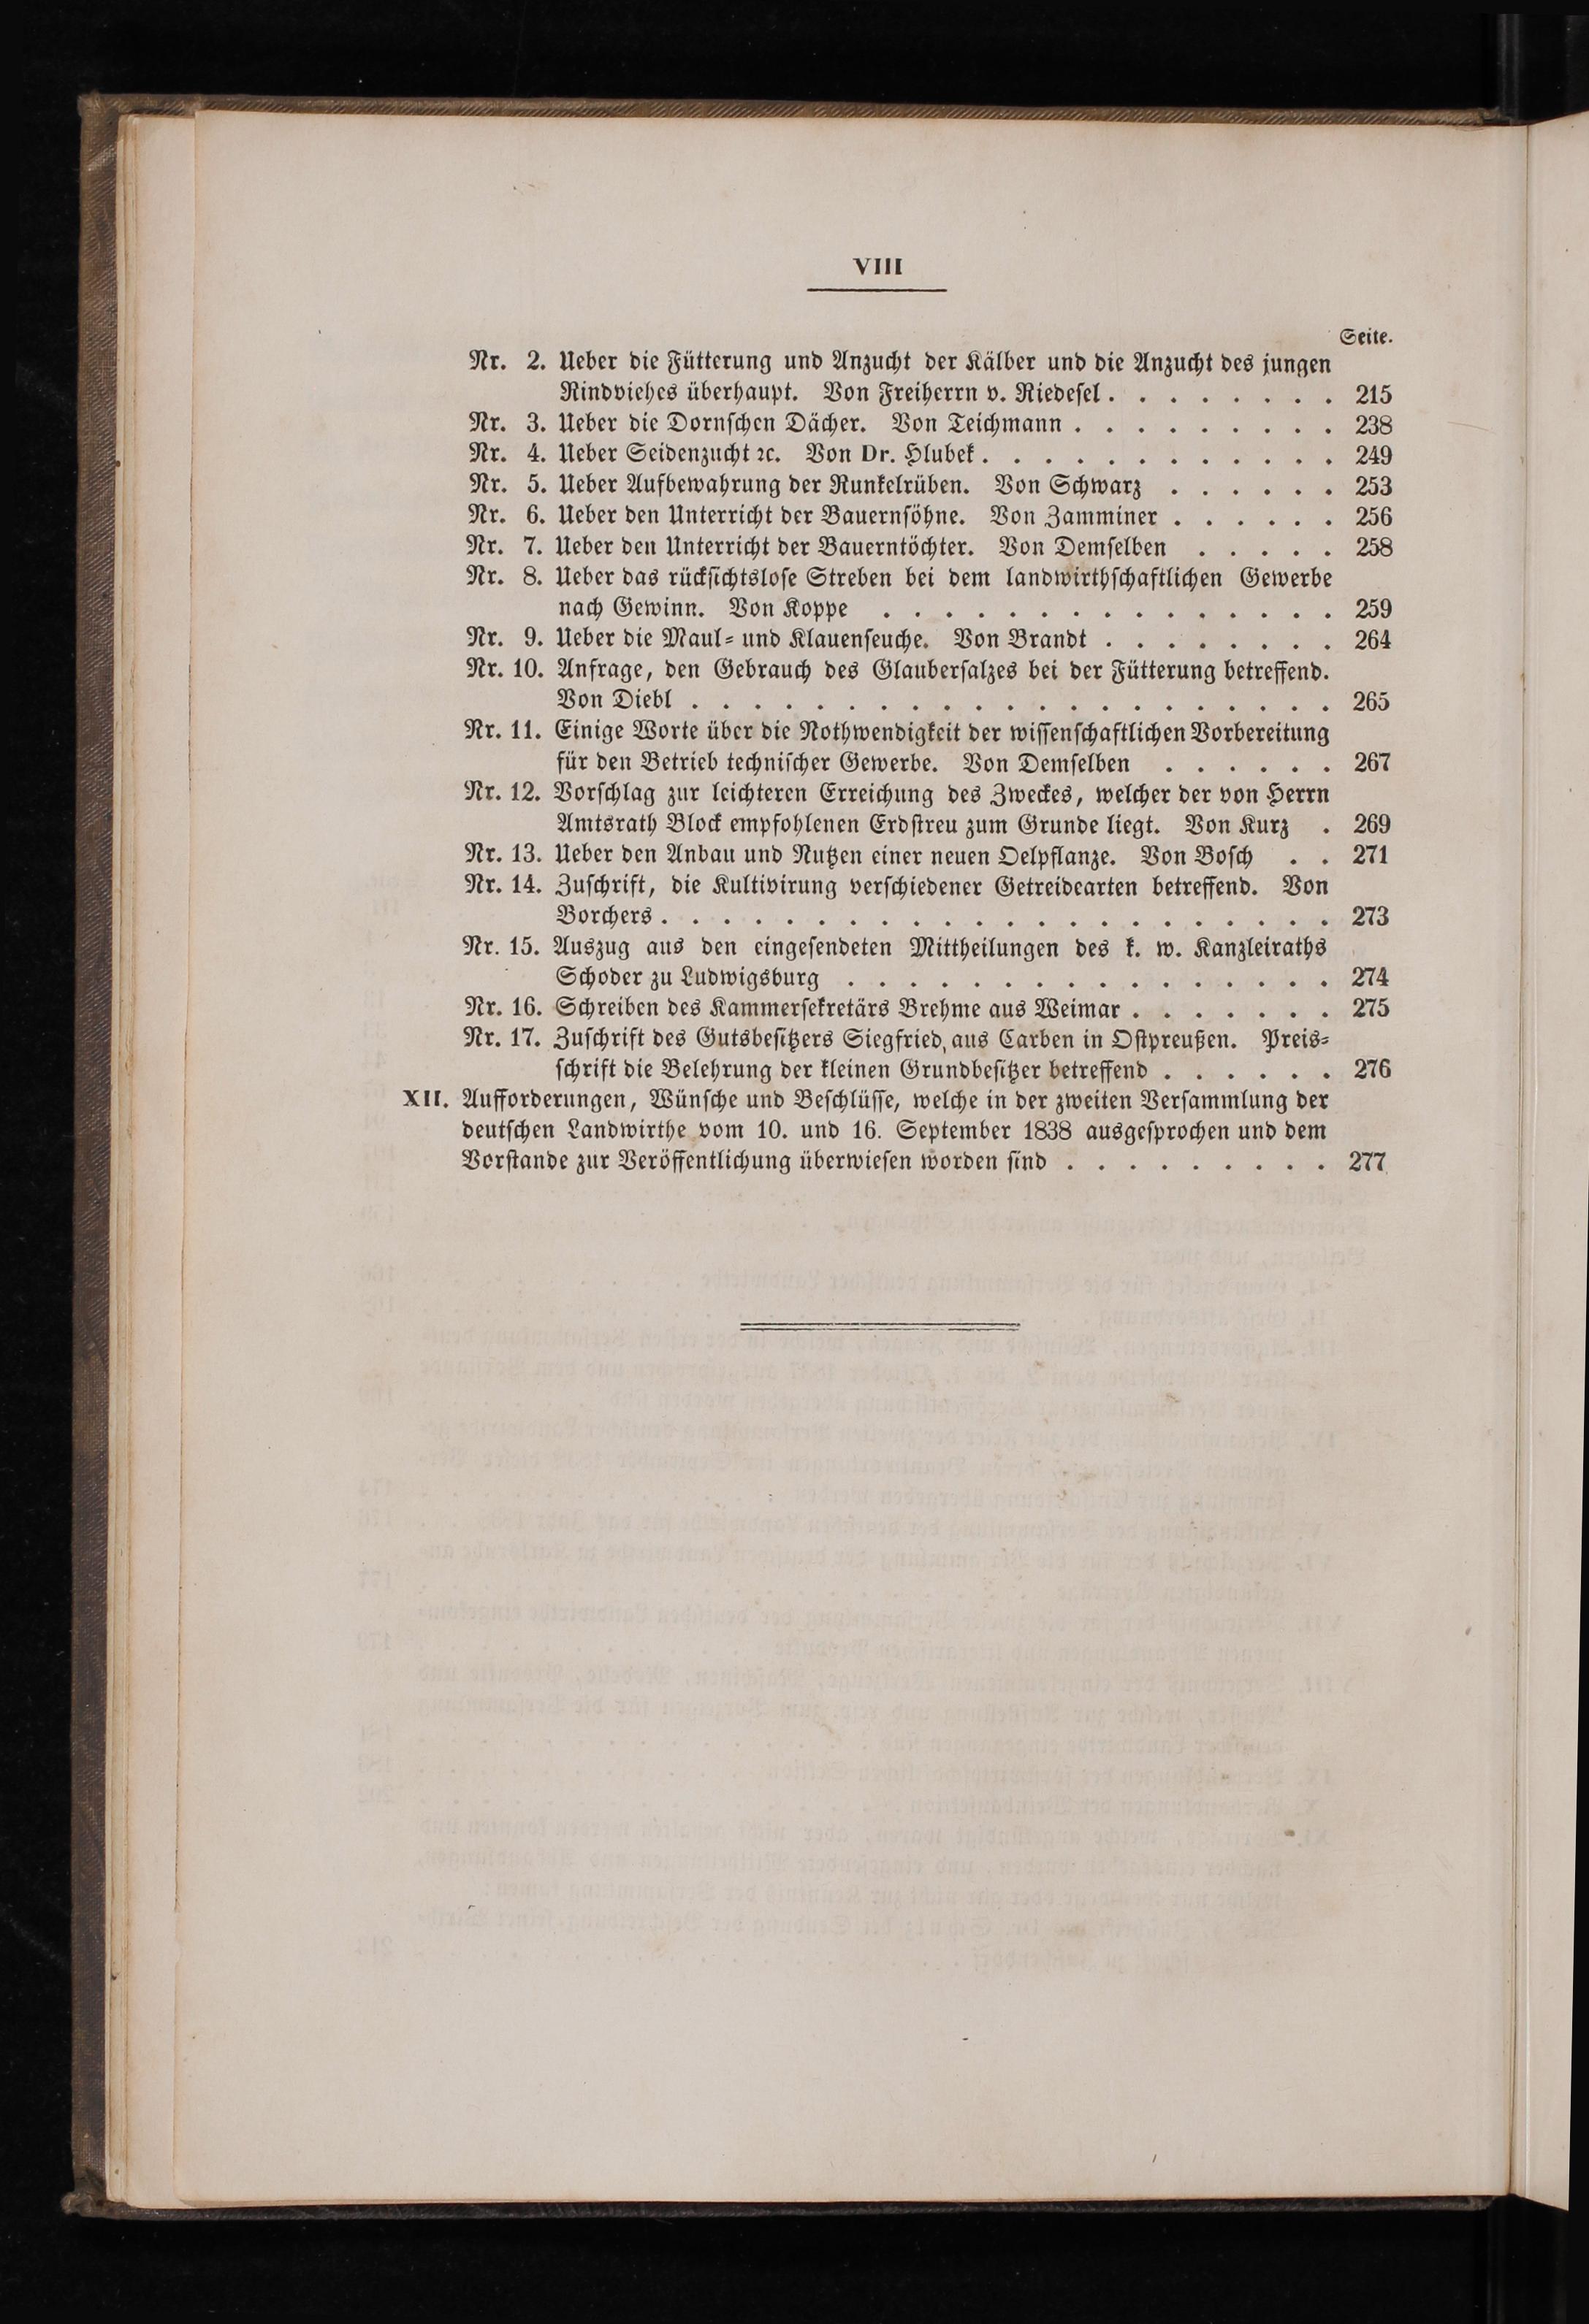 VIII
Seite.
Nr. 2. Ueber die Fütterung und Anzucht der Kälber und die Anzucht des jungen
Rindviehes überhaupt. Von Freiherrn v. Riedeſel . . . . . . . . 215
Nr. 3. Ueber die Dornſchen Dächer. Von Teichmann . . . . . . . . . 238
Nr. 4. Ueber Seidenzucht ꝛc. Von Dr. Hlubek . . . . . . . . . . . . 249
Nr. 5. Ueber Aufbewahrung der Runkelrüben. Von Schwarz . . . . . . 253
Nr. 6. Ueber den Unterricht der Bauernſöhne. Von Zamminer . . . . . . 256
Nr. 7. Ueber den Unterricht der Bauerntöchter. Von Demſelben . . . . . 258
Nr. 8. Ueber das rückſichtsloſe Streben bei dem landwirthſchaftlichen Gewerbe
nach Gewinn. Von Koppe . . . . . . . . . . . . . . . 259
Nr. 9. Ueber die Maul- und Klauenſeuche. Von Brandt . . . . . . . . 264
Nr. 10. Anfrage, den Gebrauch des Glauberſalzes bei der Fütterung betreffend.
Von Diebl . . . . . . . . . . . . . . . . . . . . . 265
Nr. 11. Einige Worte über die Nothwendigkeit der wiſſenſchaftlichen Vorbereitung
für den Betrieb techniſcher Gewerbe. Von Demſelben . . . . . . 267
Nr. 12. Vorſchlag zur leichteren Erreichung des Zweckes, welcher der von Herrn
Amtsrath Block empfohlenen Erdſtreu zum Grunde liegt. Von Kurz . 269
Nr. 13. Ueber den Anbau und Nutzen einer neuen Oelpflanze. Von Boſch . . 271
Nr. 14. Zuſchrift, die Kultivirung verſchiedener Getreidearten betreffend. Von
Borchers . . . . . . . . . . . . . . . . . . . . . . 273
Nr. 15. Auszug aus den eingeſendeten Mittheilungen des k. w. Kanzleiraths
Schoder zu Ludwigsburg . . . . . . . . . . . . . . . . 274
Nr. 16. Schreiben des Kammerſekretärs Brehme aus Weimar . . . . . . . 275
Nr. 17. Zuſchrift des Gutsbeſitzers Siegfried, aus Carben in Oſtpreußen. Preis-
ſchrift die Belehrung der kleinen Grundbeſitzer betreffend . . . . . . 276
XII. Aufforderungen, Wünſche und Beſchlüſſe, welche in der zweiten Verſammlung der
deutſchen Landwirthe vom 10. und 16. September 1838 ausgeſprochen und dem
Vorſtande zur Veröffentlichung überwieſen worden ſind . . . . . . . . . 277